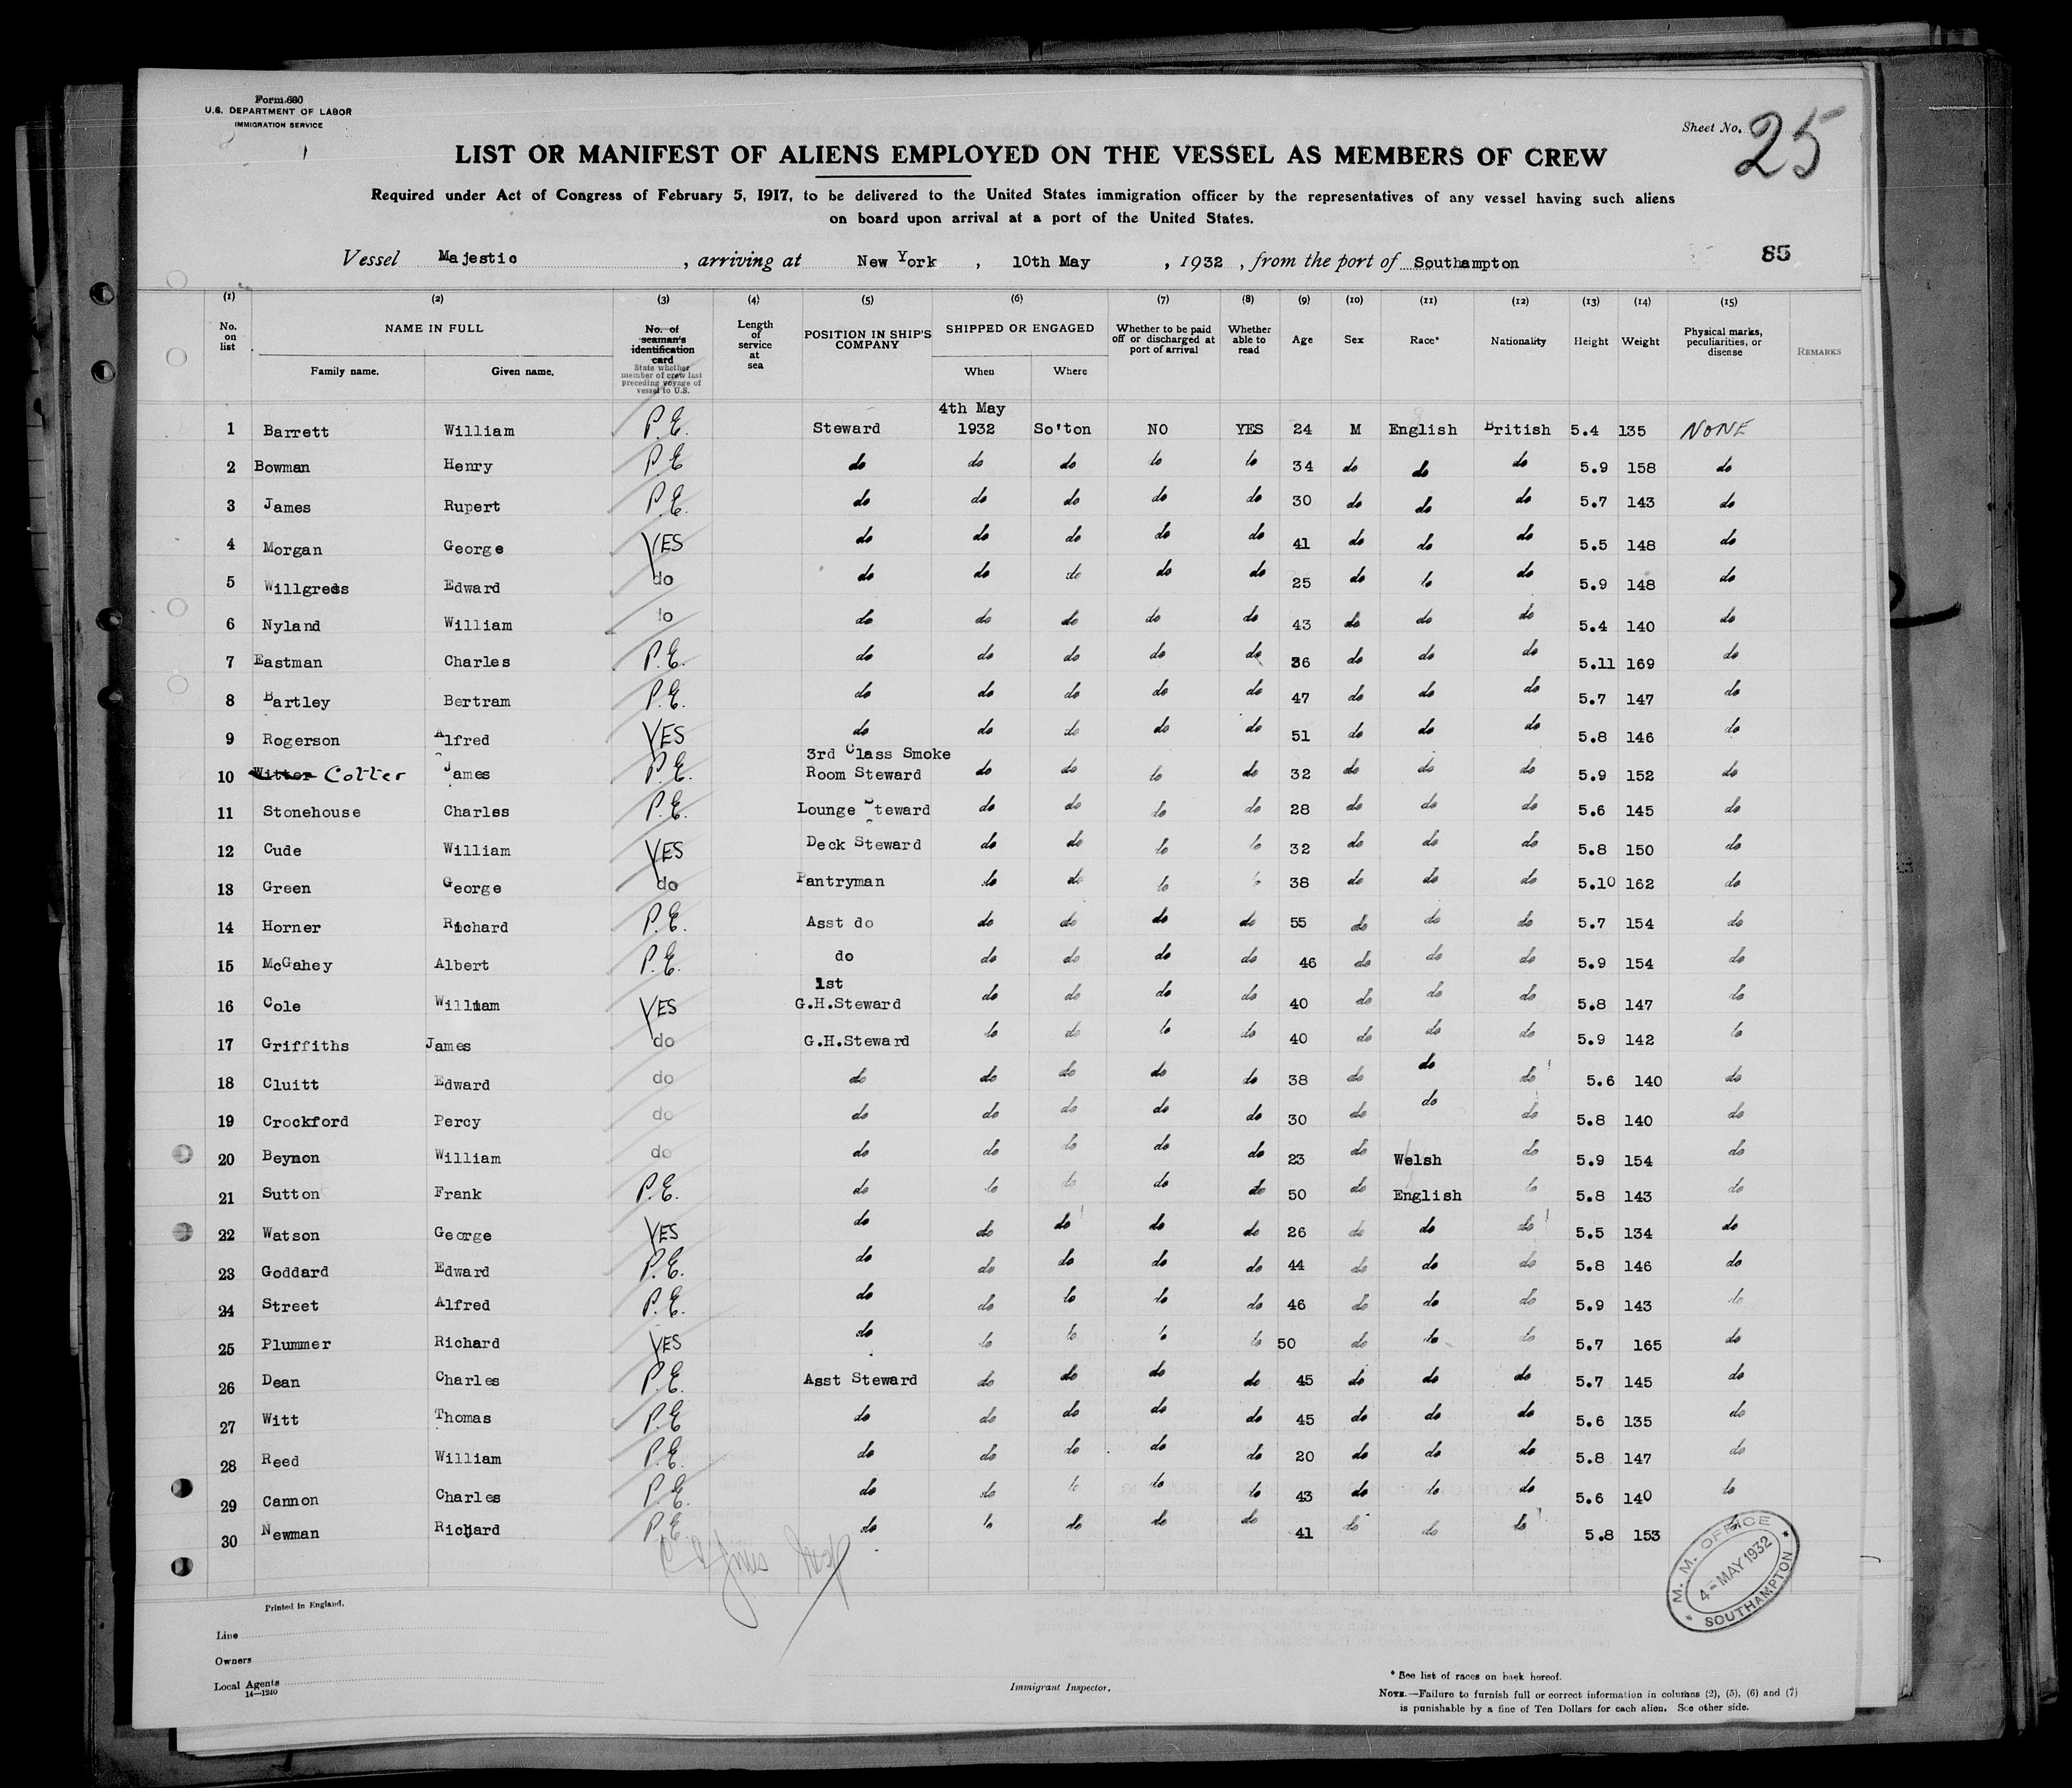 Form 680
U.S. DEPARTMENT OF LABOR
IMMIGRATION SERVICE
Sheet No. 25
LIST OR MANIFEST OF ALIENS EMPLOYED ON THE VESSEL AS MEMBERS OF CREW
Required under Act of Congress of February 5, 1917, to be delivered to the United States immigration officer by the representatives of any vessel having such aliens
on board upon arrival at a port of the United States.
85
Vessel Majestic, arriving at New York, 10th May, 1932, from the port of Southampton
(1) (2) (3) (4) (5) (6) (7) (8) (9) (10) (11) (12) (13) (14) (15)
No. on list NAME IN FULL Family name. Given name. No. of seaman's identification card State whether member of crew last preceding voyage of vessel to U.S. Length of service at sea POSITION IN SHIP'S COMPANY SHIPPED OR ENGAGED When Where Whether to be paid off or discharged at port of arrival Whether able to read Age Sex Race* Nationality Height Weight Physical marks, peculiarities, or disease REMARKS
1 Barrett William P.E. Steward 4th May 1932 So'ton NO YES 24 M English British 5.4 135 NONE
2 Bowman Henry P.E do do do do do 34 do do do 5.9 158 do
3 James Rupert P.E. do do do do do 30 do do do 5.7 143 do
4 Morgan George YES do do do do do 41 do do do 5.5 148 do
5 Willgress Edward do do do do do do 25 do do do 5.9 148 do
6 Nyland William do do do do do do 43 do do do 5.4 140 do
7 Eastman Charles P.E. do do do do do 36 do do do 5.11 169 do
8 Bartley Bertram P.E. do do do do do 47 do do do 5.7 147 do
9 Rogerson Alfred YES do do do do do 51 do do do 5.8 146 do
10 Witter Cotter James P.E. 3rd Class Smoke Room Steward do do do do 32 do do do 5.9 152 do
11 Stonehouse Charles P.E. Lounge Steward do do do do 28 do do do 5.6 145 do
12 Cude William YES Deck Steward do do do do 32 do do do 5.8 150 do
13 Green George do Pantryman do do do do 38 do do do 5.10 162 do
14 Horner Richard P.E. Asst do do do do do 55 do do do 5.7 154 do
15 McGahey Albert P.E. do do do do do 46 do do do 5.9 154 do
16 Cole William YES 1st G.H.Steward do do do do 40 do do do 5.8 147 do
17 Griffiths James do G.H.Steward do do do do 40 do do do 5.9 142 do
18 Cluitt Edward do do do do do do 38 do do do 5.6 140 do
19 Crockford Percy do do do do do do 30 do do do 5.8 140 do
20 Beynon William do do do do do do 23 do Welsh do 5.9 154 do
21 Sutton Frank P.E. do do do do do 50 do English do 5.8 143 do
22 Watson George YES do do do do do 26 do do do 5.5 134 do
23 Goddard Edward P.E. do do do do do 44 do do do 5.8 146 do
24 Street Alfred P.E. do do do do do 46 do do do 5.9 143 do
25 Plummer Richard YES do do do do do 50 do do do 5.7 165 do
26 Dean Charles P.E. Asst Steward do do do do 45 do do do 5.7 145 do
27 Witt Thomas P.E do do do do do 45 do do do 5.6 135 do
28 Reed William P.E. do do do do do 20 do do do 5.8 147 do
29 Cannon Charles P.E. do do do do do 43 do do do 5.6 140 do
30 Newman Richard P.E. do do do do do 41 do do do 5.8 153 do
M. M. OFFICE
4-MAY 1932
SOUTHAMPTON
Printed in England.
Line
Owners
Local Agents
14—1240
Immigrant Inspector.
* See list of races on back hereof.
NOTE.—Failure to furnish full or correct information in columns (2), (5), (6) and (7)
is punishable by a fine of Ten Dollars for each alien. See other side.